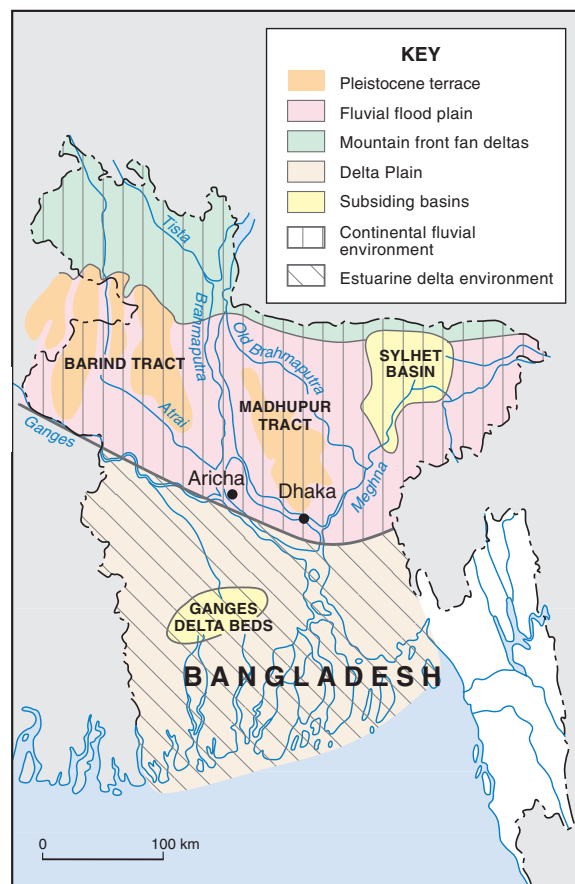 KEY
Pleistocene terrace
Fluvial flood plain
Mountain front fan deltas
Delta Plain
Subsiding basins
Continental fluvial
environment
Estuarine delta environment
Tista
Brahmaputra
Old Brahmaputra
SYLHET
BASIN
BARIND TRACT
MADHUPUR
TRACT
Atrai
Ganges
Meghna
Aricha
Dhaka
GANGES
DELTA BEDS
BANGLADESH
0
100 km